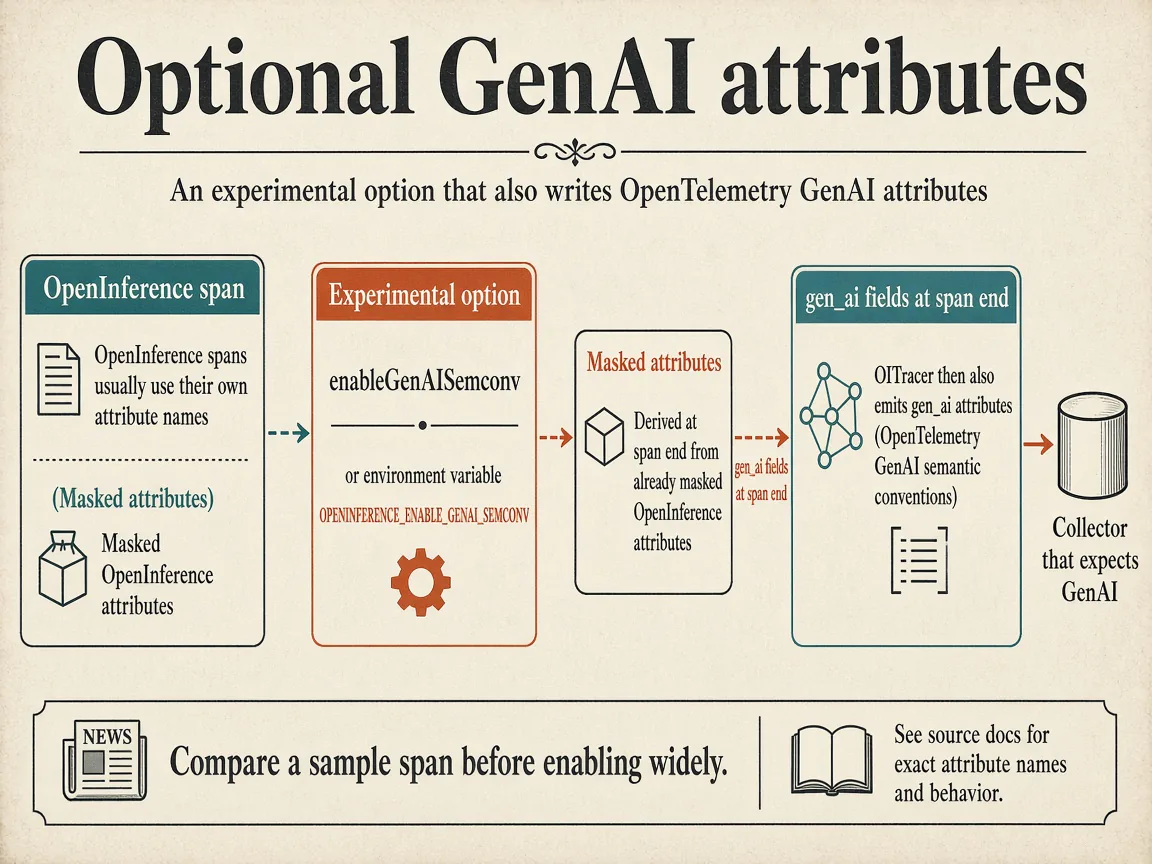 Optional GenAI attributes
An experimental option that also writes OpenTelemetry GenAI attributes
OpenInference span
OpenInference spans
usually use their own
attribute names
(Masked attributes)
Masked
OpenInference
attributes
Experimental option
enableGenAISemconv
or environment variable
OPENINFERENCE_ENABLE_GENAI_SEMCONV
Masked attributes
Derived at
span end from
already masked
OpenInference
attributes
gen_ai fields
at span end
gen_ai fields at span end
OITracer then also
emits gen_ai attributes
(OpenTelemetry
GenAI semantic
conventions)
Collector
that expects
GenAI
NEWS
Compare a sample span before enabling widely.
See source docs for
exact attribute names
and behavior.